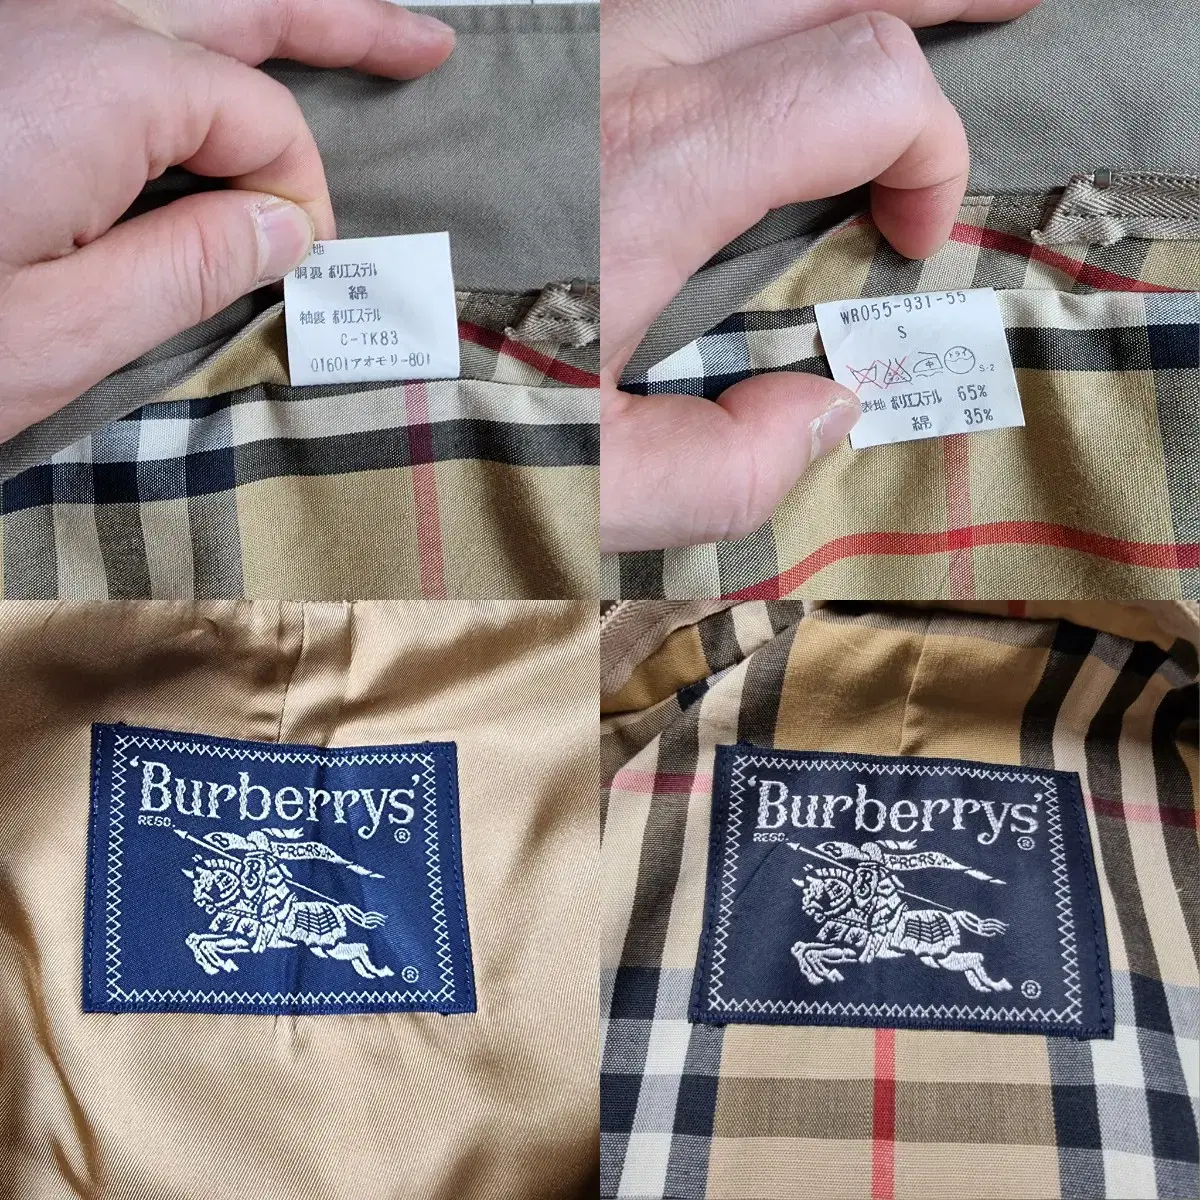 地
胴裏 ポリエステル
綿
袖裏 ポリエステル
C-TK83
01601アオモリ-801
WR055-931-55
S
中
ドライ
S-2
表地 ポリエステル 65%
綿 35%
'Burberrys'
REGD.
®
PRORSUM
®
'Burberrys'
REGD.
®
PRORSUM
®